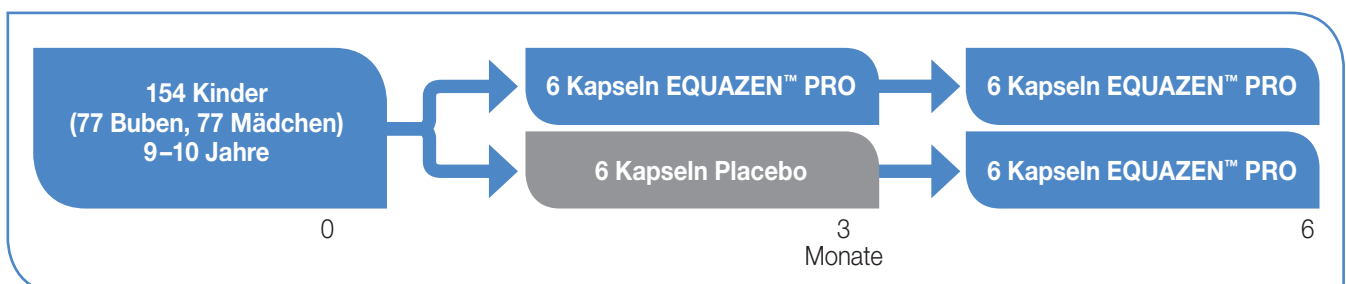 154 Kinder
(77 Buben, 77 Mädchen)
9–10 Jahre
6 Kapseln EQUAZEN™ PRO
6 Kapseln EQUAZEN™ PRO
6 Kapseln Placebo
6 Kapseln EQUAZEN™ PRO
0
3
6
Monate